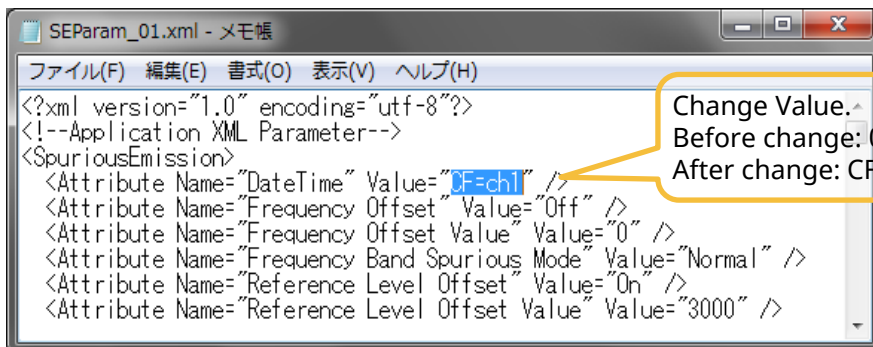 SEParam_01.xml - メモ帳
ファイル(F) 編集(E) 書式(O) 表示(V) ヘルプ(H)
<?xml version="1.0" encoding="utf-8"?>
<!--Application XML Parameter-->
<SpuriousEmission>
<Attribute Name="DateTime" Value="CF=ch1" />
<Attribute Name="Frequency Offset" Value="Off" />
<Attribute Name="Frequency Offset Value" Value="0" />
<Attribute Name="Frequency Band Spurious Mode" Value="Normal" />
<Attribute Name="Reference Level Offset" Value="On" />
<Attribute Name="Reference Level Offset Value" Value="3000" />
Change Value.
Before change:
After change: